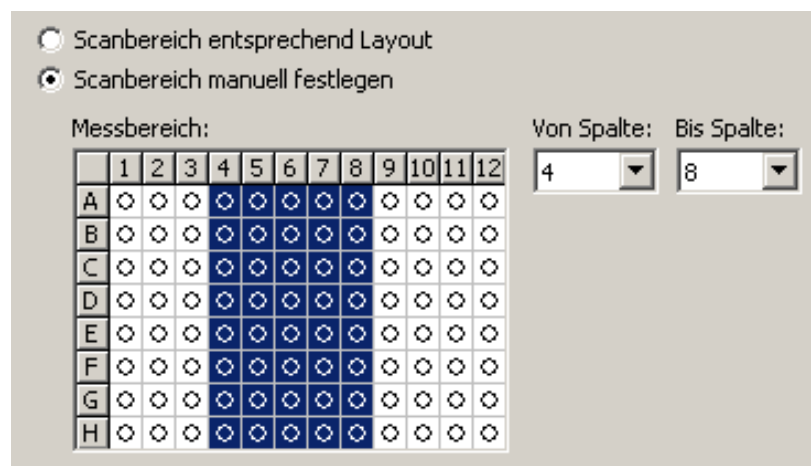 Scanbereich entsprechend Layout
Scanbereich manuell festlegen
Messbereich: Von Spalte: Bis Spalte:
4 8
1 2 3 4 5 6 7 8 9 10 11 12
A
B
C
D
E
F
G
H